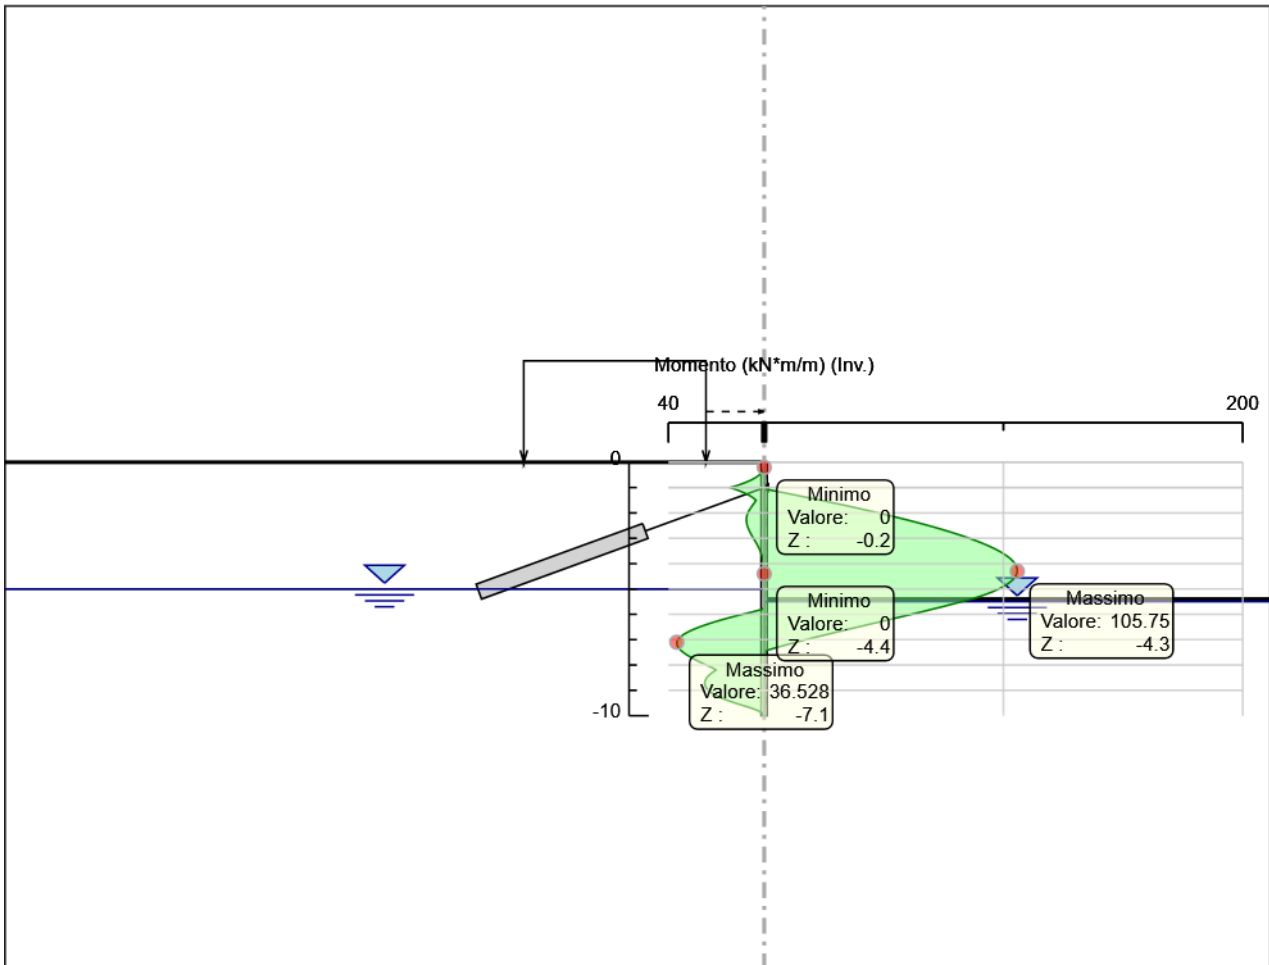 Momento (kN*m/m) (Inv.)
40
200
0
Minimo
Valore: 0
Z : -0.2
Minimo
Valore: 0
Z : -4.4
Massimo
Valore: 105.75
Z : -4.3
Massimo
Valore: 36.528
Z : -7.1
-10